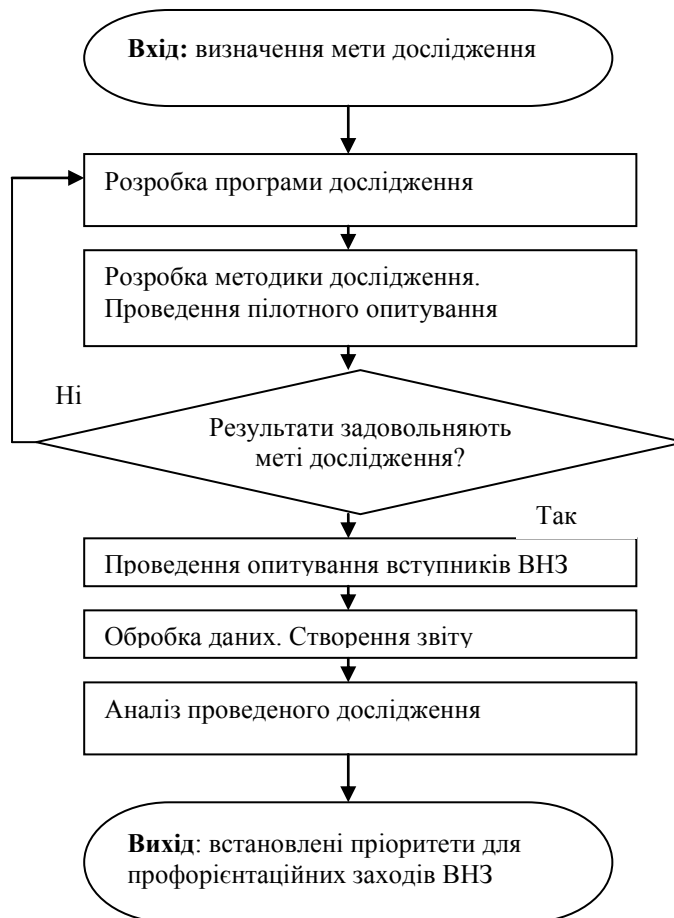 Вхід: визначення мети дослідження
Розробка програми дослідження
Розробка методики дослідження.
Проведення пілотного опитування
Ні
Результати задовольняють
меті дослідження?
Так
Проведення опитування вступників ВНЗ
Обробка даних. Створення звіту
Аналіз проведеного дослідження
Вихід: встановлені пріоритети для
профорієнтаційних заходів ВНЗ